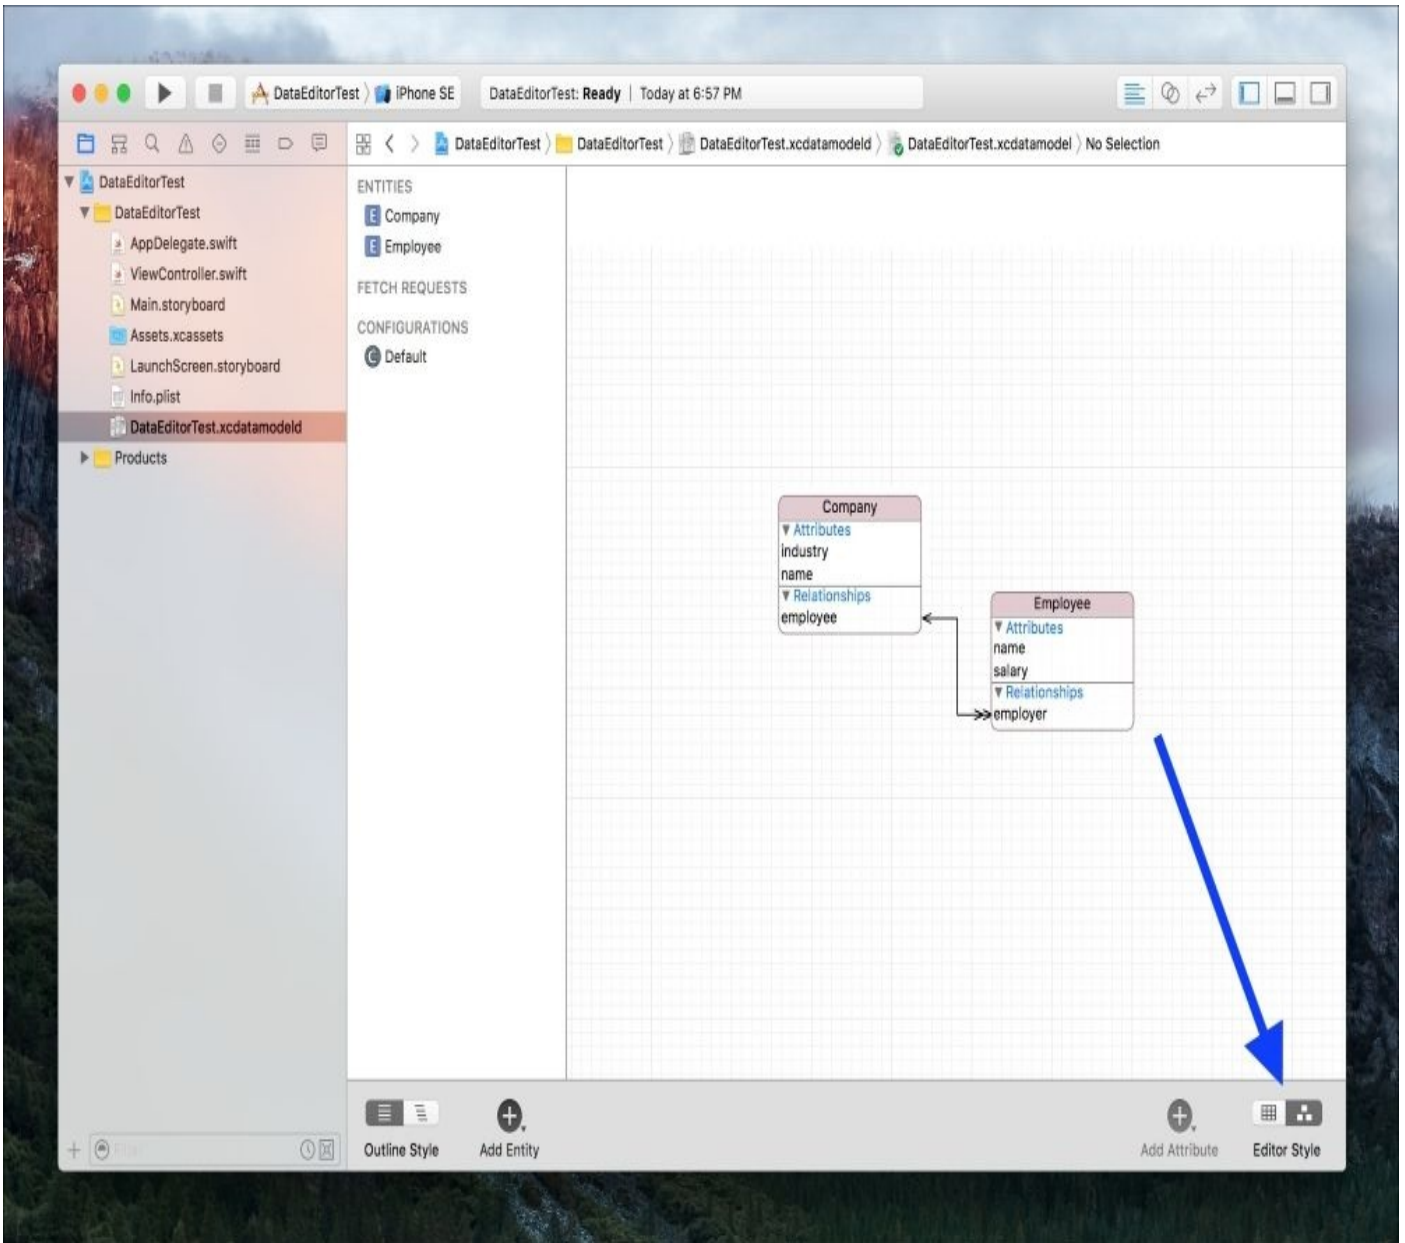 DataEditorTest 〉 iPhone SE
DataEditorTest: Ready | Today at 6:57 PM
DataEditorTest 〉 DataEditorTest 〉 DataEditorTest.xcdatamodeld 〉 DataEditorTest.xcdatamodel 〉 No Selection
DataEditorTest
DataEditorTest
AppDelegate.swift
ViewController.swift
Main.storyboard
Assets.xcassets
LaunchScreen.storyboard
Info.plist
DataEditorTest.xcdatamodeld
Products
ENTITIES
E Company
E Employee
FETCH REQUESTS
CONFIGURATIONS
C Default
Company
Attributes
industry
name
Relationships
employee
Employee
Attributes
name
salary
Relationships
employer
Outline Style
Add Entity
Add Attribute
Editor Style